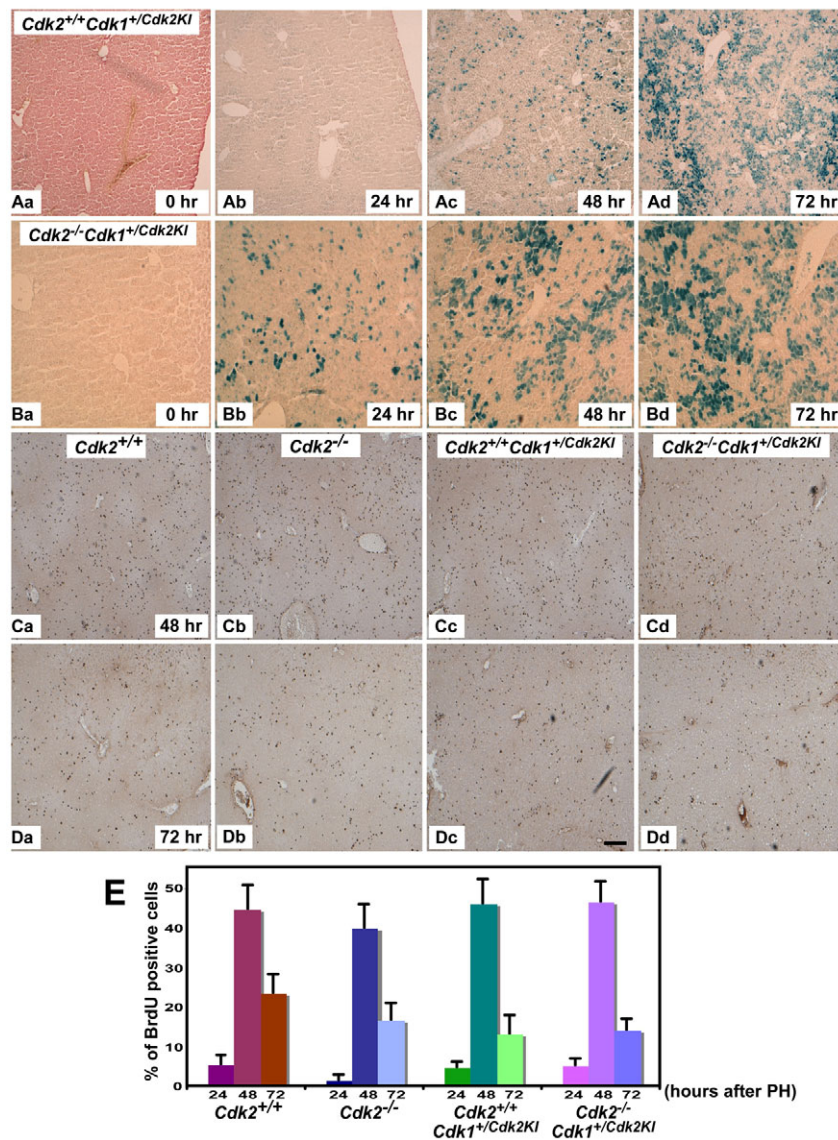 Cdk2+/+Cdk1+/Cdk2KI
Aa 0 hr Ab 24 hr Ac 48 hr Ad 72 hr
Cdk2-/-Cdk1+/Cdk2KI
Ba 0 hr Bb 24 hr Bc 48 hr Bd 72 hr
Cdk2+/+ Cdk2-/- Cdk2+/+Cdk1+/Cdk2KI Cdk2-/-Cdk1+/Cdk2KI
Ca 48 hr Cb Cc Cd
Da 72 hr Db Dc Dd
E
% of BrdU positive cells
50
40
30
20
10
0
24 48 72 24 48 72 24 48 72 24 48 72 (hours after PH)
Cdk2+/+ Cdk2-/- Cdk2+/+ Cdk2-/-
Cdk1+/Cdk2KI Cdk1+/Cdk2KI